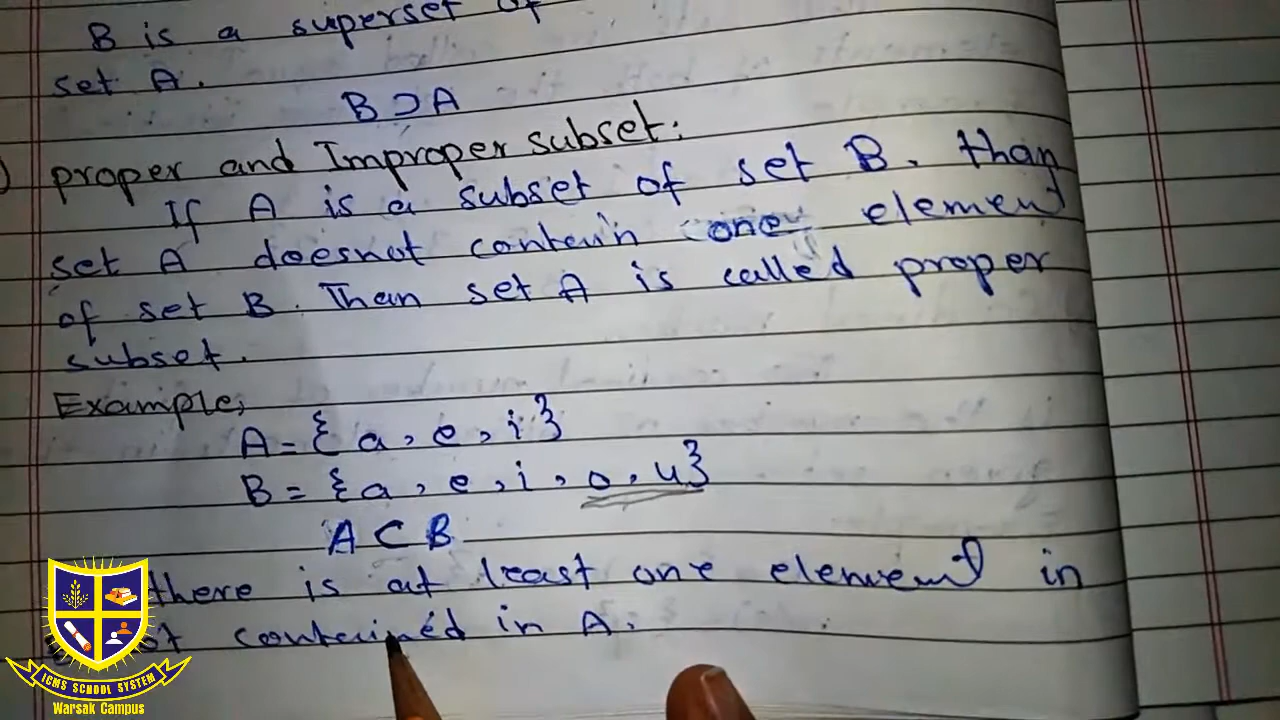 B is a superset of
set A.
B⊃A
) proper and Improper subset:
If A is a subset of set B. than
set A doesnot contain one element
of set B. Than set A is called proper
subset.
Example;
A = {a, e, i}
B = {a, e, i, o, u}
A⊂B
there is at least one element in
contained in A.
ICMS SCHOOL SYSTEM
Warsak Campus